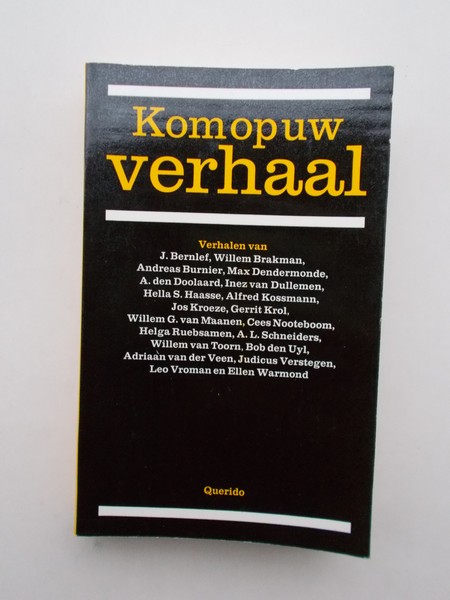 Komopuw
verhaal
Verhalen van
J. Bernlef, Willem Brakman,
Andreas Burnier, Max Dendermonde,
A. den Doolaard, Inez van Dullemen,
Hella S. Haasse, Alfred Kossmann,
Jos Kroeze, Gerrit Krol,
Willem G. van Maanen, Cees Nooteboom,
Helga Ruebsamen, A. L. Schneiders,
Willem van Toorn, Bob den Uyl,
Adriaan van der Veen, Judicus Verstegen,
Leo Vroman en Ellen Warmond
Querido